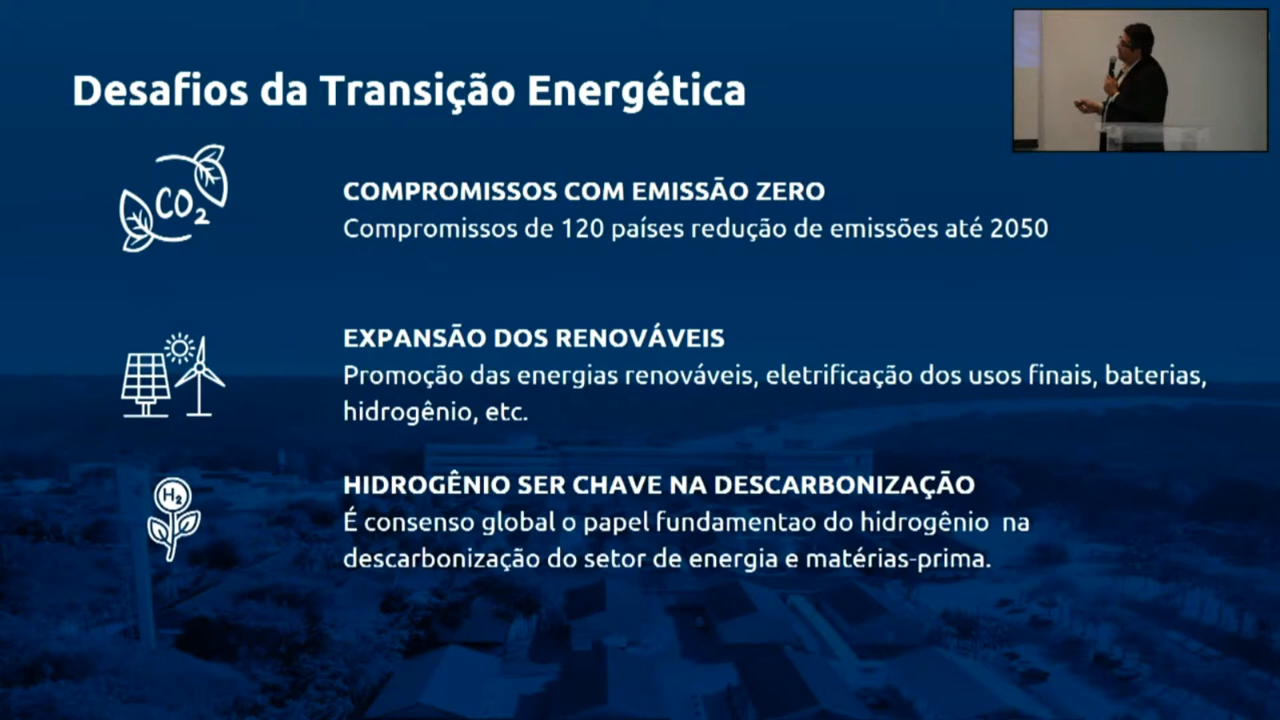 Desafios da Transição Energética
CO2
COMPROMISSOS COM EMISSÃO ZERO
Compromissos de 120 países redução de emissões até 2050
EXPANSÃO DOS RENOVÁVEIS
Promoção das energias renováveis, eletrificação dos usos finais, baterias,
hidrogênio, etc.
H2
HIDROGÊNIO SER CHAVE NA DESCARBONIZAÇÃO
É consenso global o papel fundamentao do hidrogênio na
descarbonização do setor de energia e matérias-prima.